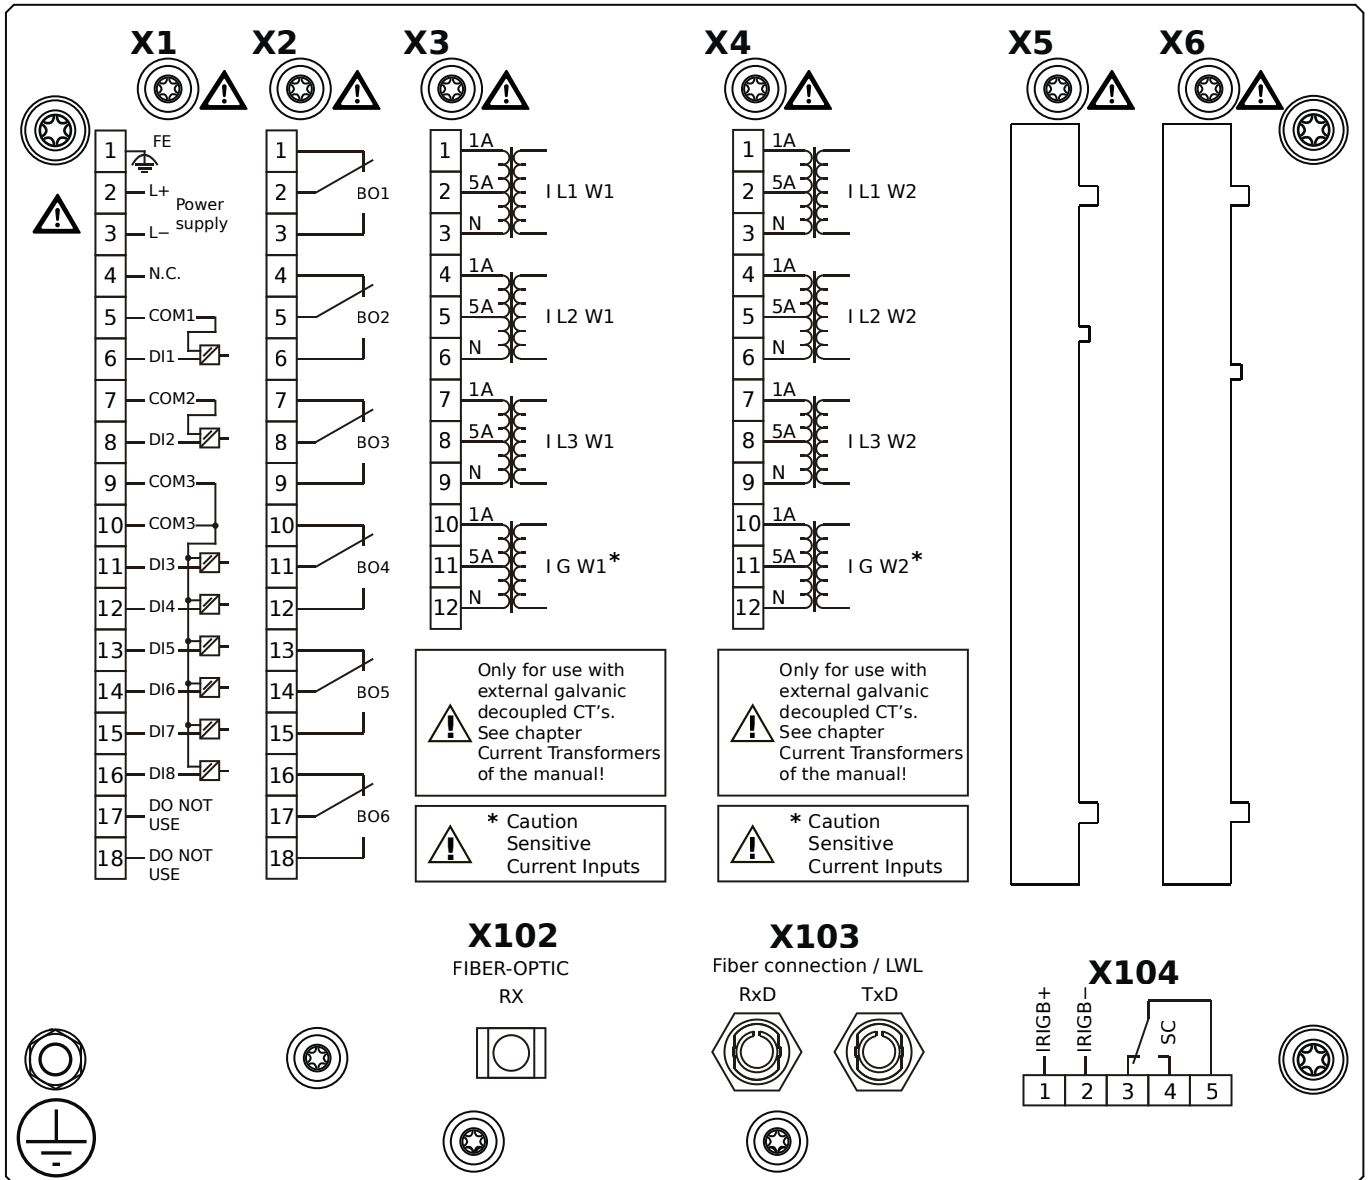 X1 X2 X3 X4 X5 X6
1 FE
2 L+
Power
supply
3 L−
4 N.C.
5 COM1
6 DI1
7 COM2
8 DI2
9 COM3
10 COM3
11 DI3
12 DI4
13 DI5
14 DI6
15 DI7
16 DI8
17 DO NOT
USE
18 DO NOT
USE
1
2 BO1
3
4
5 BO2
6
7
8 BO3
9
10
11 BO4
12
13
14 BO5
15
16
17 BO6
18
1 1A
2 5A I L1 W1
3 N
4 1A
5 5A I L2 W1
6 N
7 1A
8 5A I L3 W1
9 N
10 1A
11 5A I G W1*
12 N
Only for use with
external galvanic
decoupled CT's.
See chapter
Current Transformers
of the manual!
* Caution
Sensitive
Current Inputs
1 1A
2 5A I L1 W2
3 N
4 1A
5 5A I L2 W2
6 N
7 1A
8 5A I L3 W2
9 N
10 1A
11 5A I G W2*
12 N
Only for use with
external galvanic
decoupled CT's.
See chapter
Current Transformers
of the manual!
* Caution
Sensitive
Current Inputs
X102
FIBER-OPTIC
RX
X103
Fiber connection / LWL
RxD TxD
X104
IRIGB+ IRIGB− SC
1 2 3 4 5